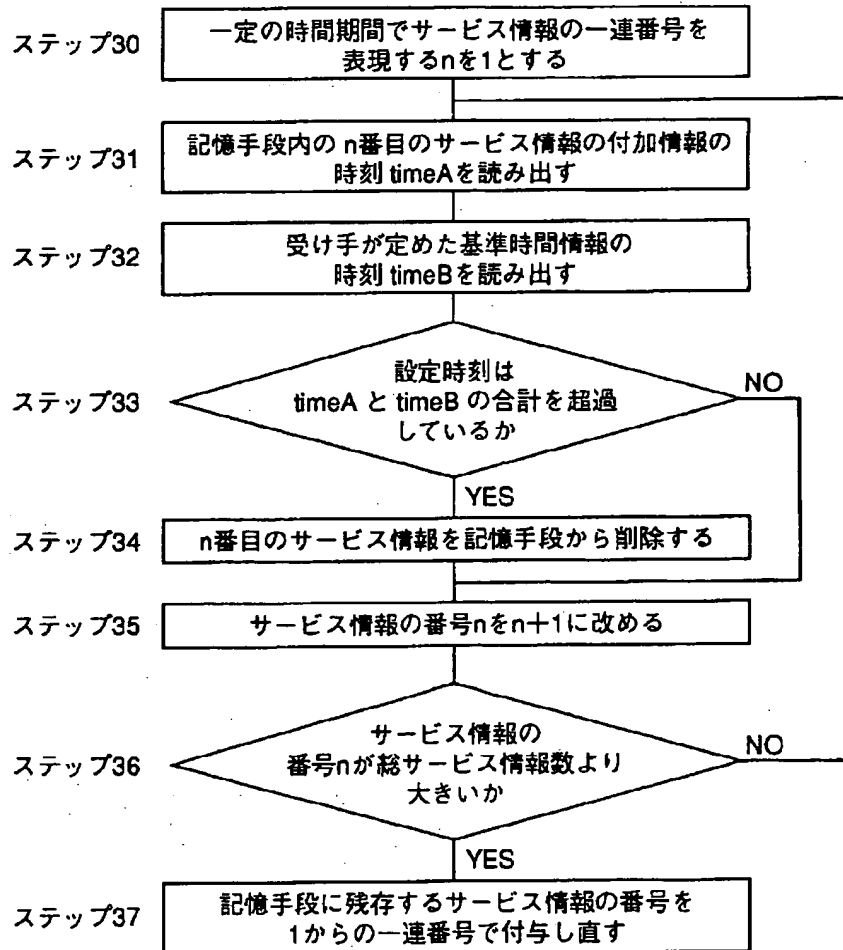 ステップ30
一定の時間期間でサービス情報の一連番号を
表現するnを1とする
ステップ31
記憶手段内の n番目のサービス情報の付加情報の
時刻 timeAを読み出す
ステップ32
受け手が定めた基準時間情報の
時刻 timeBを読み出す
ステップ33
設定時刻は
timeA と timeB の合計を超過
しているか
NO
YES
ステップ34
n番目のサービス情報を記憶手段から削除する
ステップ35
サービス情報の番号nをn+1に改める
ステップ36
サービス情報の
番号nが総サービス情報数より
大きいか
NO
YES
ステップ37
記憶手段に残存するサービス情報の番号を
1からの一連番号で付与し直す